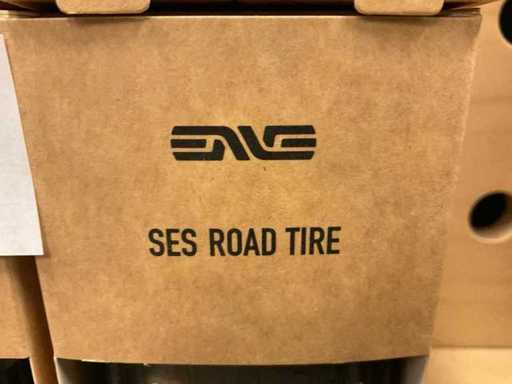 ENVE
SES ROAD TIRE